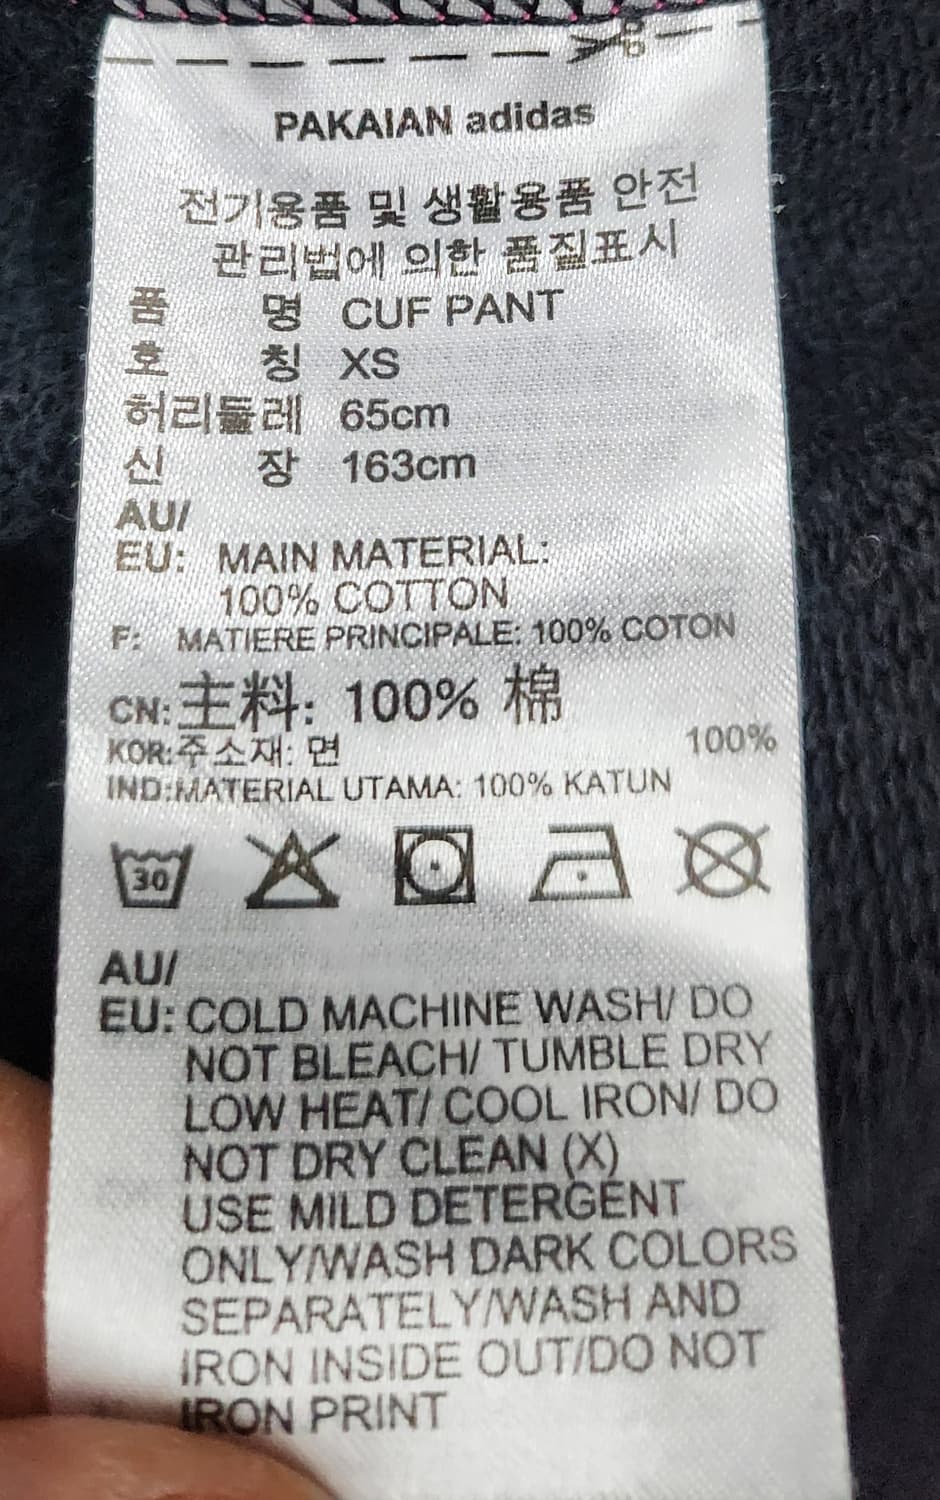 PAKAIAN adidas
전기용품 및 생활용품 안전
관리법에 의한 품질표시
품 명 CUF PANT
호 칭 XS
허리둘레 65cm
신 장 163cm
AU/
EU: MAIN MATERIAL:
100% COTTON
F: MATIERE PRINCIPALE: 100% COTON
CN:主料: 100% 棉
KOR:주소재: 면 100%
IND:MATERIAL UTAMA: 100% KATUN
30
AU/
EU: COLD MACHINE WASH/ DO
NOT BLEACH/ TUMBLE DRY
LOW HEAT/ COOL IRON/ DO
NOT DRY CLEAN (X)
USE MILD DETERGENT
ONLY/WASH DARK COLORS
SEPARATELY/WASH AND
IRON INSIDE OUT/DO NOT
IRON PRINT